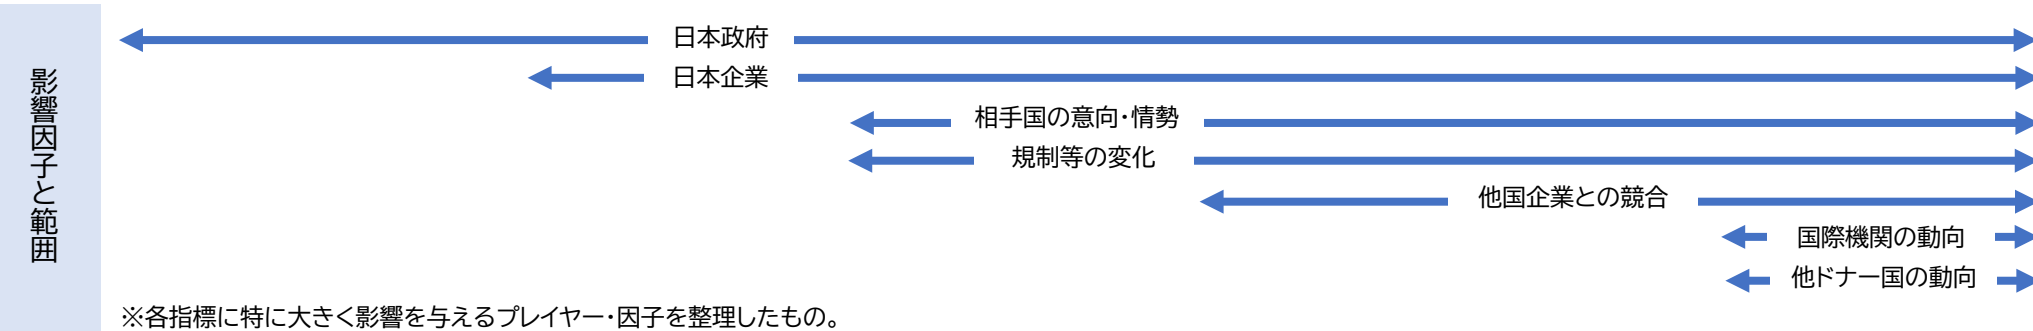 影響因子と範囲
日本政府
日本企業
相手国の意向・情勢
規制等の変化
他国企業との競合
国際機関の動向
他ドナー国の動向
※各指標に特に大きく影響を与えるプレイヤー・因子を整理したもの。